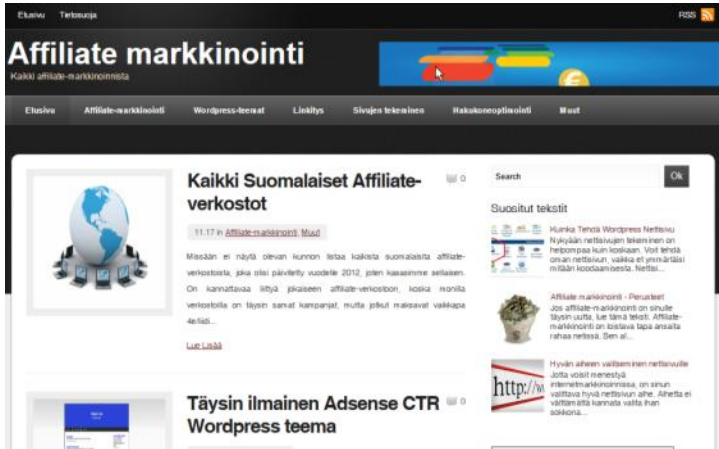 Etusivu Tietosuoja RSS
Affiliate markkinointi
Kaikki affiliate-markkinoinnista
Etusivu Affiliate-markkinointi Wordpress-teemat Linkitys Sivujen tekeminen Hakukoneoptimointi Muut
Kaikki Suomalaiset Affiliate-
verkostot
0
11.17 in Affiliate-markkinointi, Muut
Missään ei näytä olevan kunnon listaa kaikista suomalaisita affiliate-
verkostoista, joka olisi päivitetty vuodelle 2012, joten kasasimme sellaisen.
On kannattavaa liittyä jokaiseen affiliate-verkostoon, koska monilla
verkostoilla on täysin samat kampanjat, mutta jotkut maksavat vaikkapa
4e/liidi...
Lue Lisää
Täysin ilmainen Adsense CTR
Wordpress teema
0
Search Ok
Suositut tekstit
Kuinka Tehdä Wordpress Nettisivu
Nykyään nettisivujen tekeminen on
helpompaa kuin koskaan. Voit tehdä
oman nettisivun, vaikka et ymmärtäisi
mitään koodaamisesta. Nettisi...
Affiliate markkinointi - Perusteet
Jos affiliate-markkinointi on sinulle
täysin uutta, lue tämä teksti. Affiliate-
markkinointi on loistava tapa ansaita
rahaa netissä. Sen al...
http://w
Hyvän aiheen valitseminen nettisivuille
Jotta voisit menestyä
internetmarkkinoinnissa, on sinun
valittava hyvä nettisivun aihe. Aihetta ei
välttämättä kannata valita ihan
sokkona...